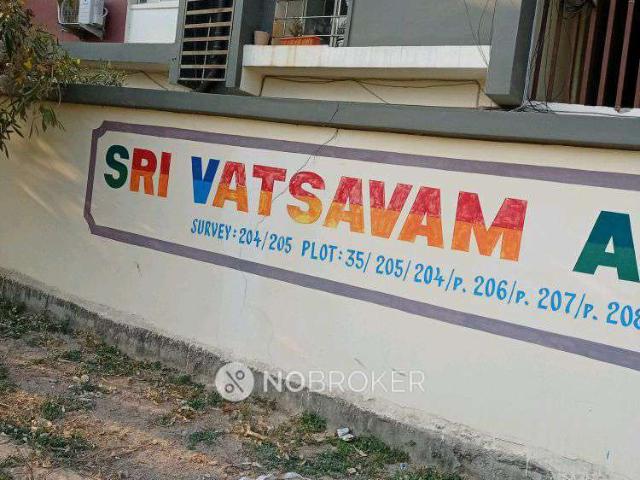 SRI VATSAVAM A
SURVEY: 204/205 PLOT: 35/ 205/204/P. 206/P. 207/P. 208
NOBROKER